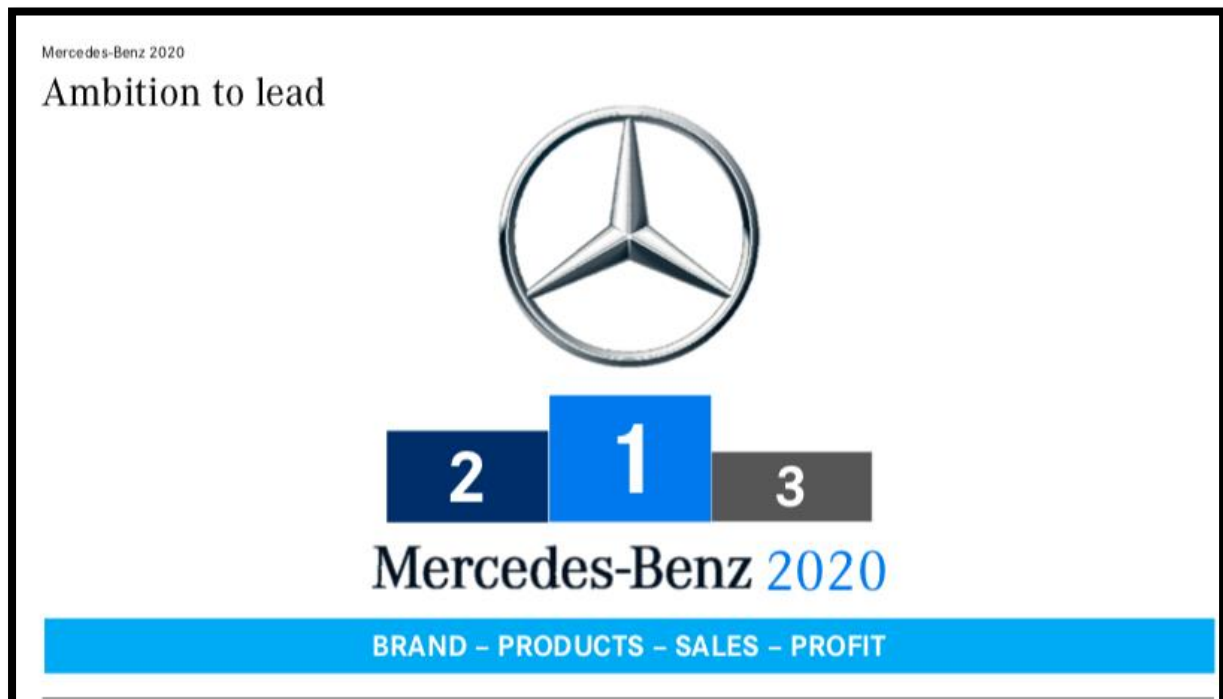 Mercedes-Benz 2020
Ambition to lead
2 1 3
Mercedes-Benz 2020
BRAND – PRODUCTS – SALES – PROFIT